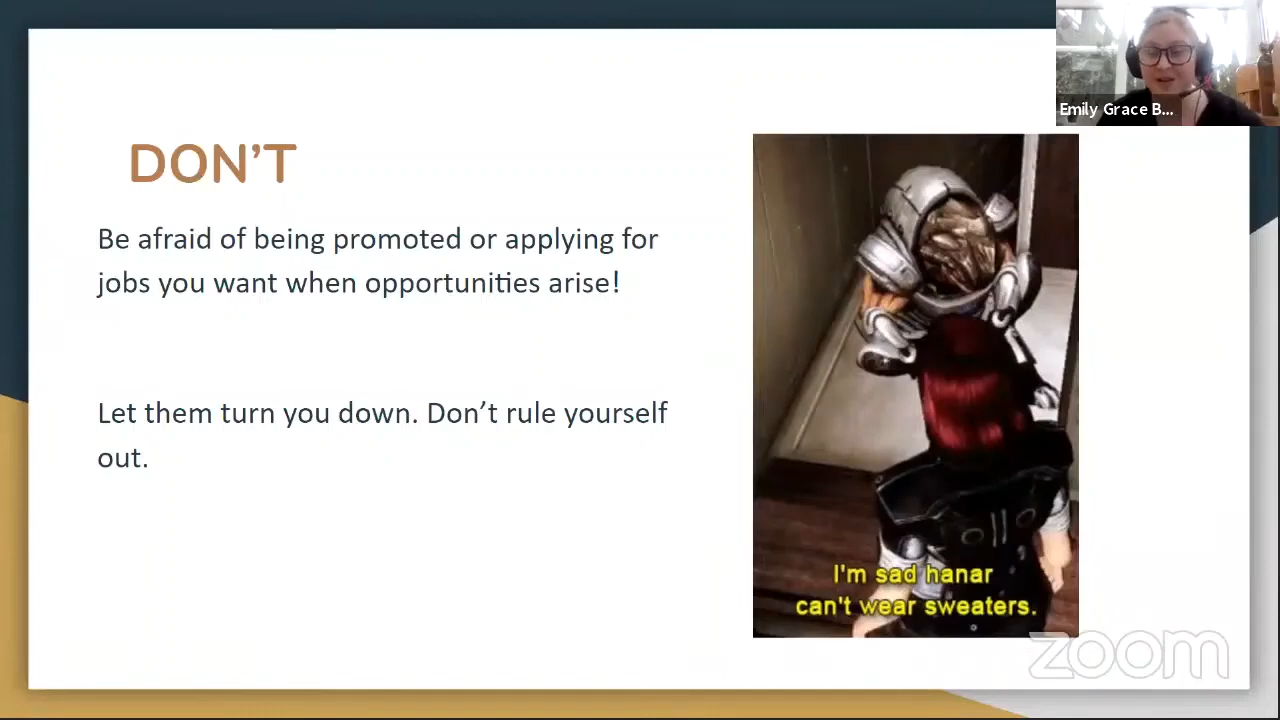 Emily Grace B...
DON’T
Be afraid of being promoted or applying for
jobs you want when opportunities arise!
Let them turn you down. Don’t rule yourself
out.
I'm sad hanar
can't wear sweaters.
zoom